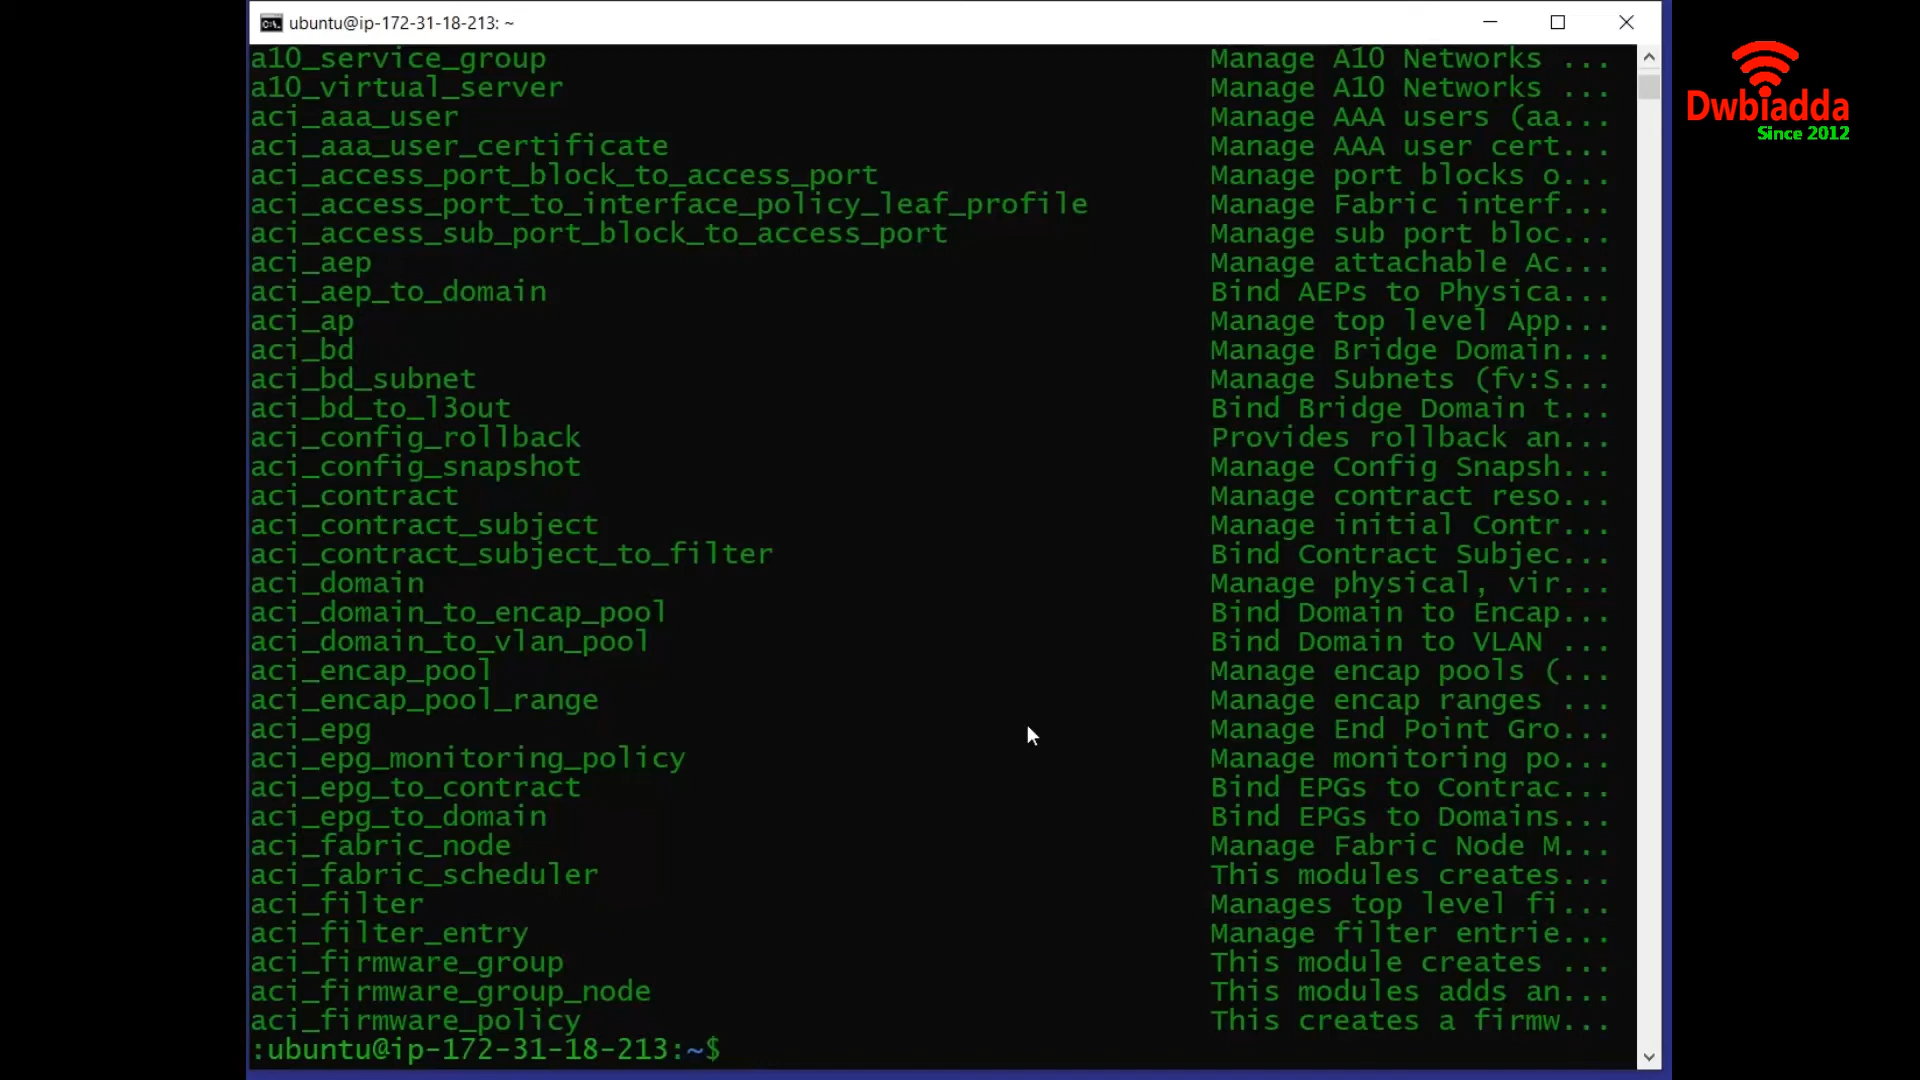 ubuntu@ip-172-31-18-213: ~
a10_service_group Manage A10 Networks ...
a10_virtual_server Manage A10 Networks ...
aci_aaa_user Manage AAA users (aa...
aci_aaa_user_certificate Manage AAA user cert...
aci_access_port_block_to_access_port Manage port blocks o...
aci_access_port_to_interface_policy_leaf_profile Manage Fabric interf...
aci_access_sub_port_block_to_access_port Manage sub port bloc...
aci_aep Manage attachable Ac...
aci_aep_to_domain Bind AEPs to Physica...
aci_ap Manage top level App...
aci_bd Manage Bridge Domain...
aci_bd_subnet Manage Subnets (fv:S...
aci_bd_to_l3out Bind Bridge Domain t...
aci_config_rollback Provides rollback an...
aci_config_snapshot Manage Config Snapsh...
aci_contract Manage contract reso...
aci_contract_subject Manage initial Contr...
aci_contract_subject_to_filter Bind Contract Subjec...
aci_domain Manage physical, vir...
aci_domain_to_encap_pool Bind Domain to Encap...
aci_domain_to_vlan_pool Bind Domain to VLAN ...
aci_encap_pool Manage encap pools (...
aci_encap_pool_range Manage encap ranges ...
aci_epg Manage End Point Gro...
aci_epg_monitoring_policy Manage monitoring po...
aci_epg_to_contract Bind EPGs to Contrac...
aci_epg_to_domain Bind EPGs to Domains...
aci_fabric_node Manage Fabric Node M...
aci_fabric_scheduler This modules creates...
aci_filter Manages top level fi...
aci_filter_entry Manage filter entrie...
aci_firmware_group This module creates ...
aci_firmware_group_node This modules adds an...
aci_firmware_policy This creates a firmw...
:ubuntu@ip-172-31-18-213:~$
Dwbiadda
Since 2012